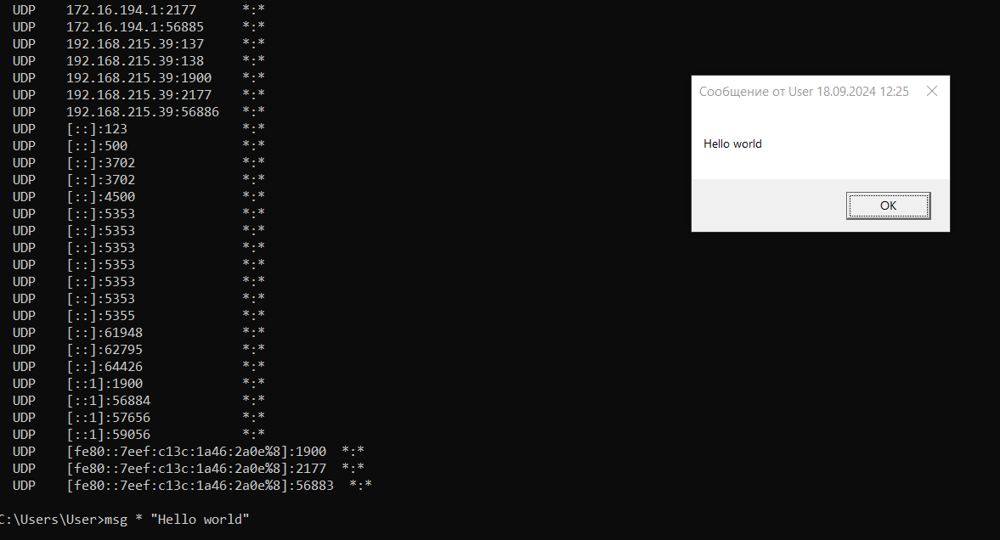 UDP    172.16.194.1:2177      *:*
UDP    172.16.194.1:56885     *:*
UDP    192.168.215.39:137     *:*
UDP    192.168.215.39:138     *:*
UDP    192.168.215.39:1900    *:*
UDP    192.168.215.39:2177    *:*
UDP    192.168.215.39:56886   *:*
UDP    [::]:123               *:*
UDP    [::]:500               *:*
UDP    [::]:3702              *:*
UDP    [::]:3702              *:*
UDP    [::]:4500              *:*
UDP    [::]:5353              *:*
UDP    [::]:5353              *:*
UDP    [::]:5353              *:*
UDP    [::]:5353              *:*
UDP    [::]:5353              *:*
UDP    [::]:5353              *:*
UDP    [::]:5355              *:*
UDP    [::]:61948             *:*
UDP    [::]:62795             *:*
UDP    [::]:64426             *:*
UDP    [::1]:1900             *:*
UDP    [::1]:56884            *:*
UDP    [::1]:57656            *:*
UDP    [::1]:59056            *:*
UDP    [fe80::7eef:c13c:1a46:2a0e%8]:1900  *:*
UDP    [fe80::7eef:c13c:1a46:2a0e%8]:2177  *:*
UDP    [fe80::7eef:c13c:1a46:2a0e%8]:56883  *:*
C:\Users\User>msg * "Hello world"
Сообщение от User 18.09.2024 12:25
Hello world
OK